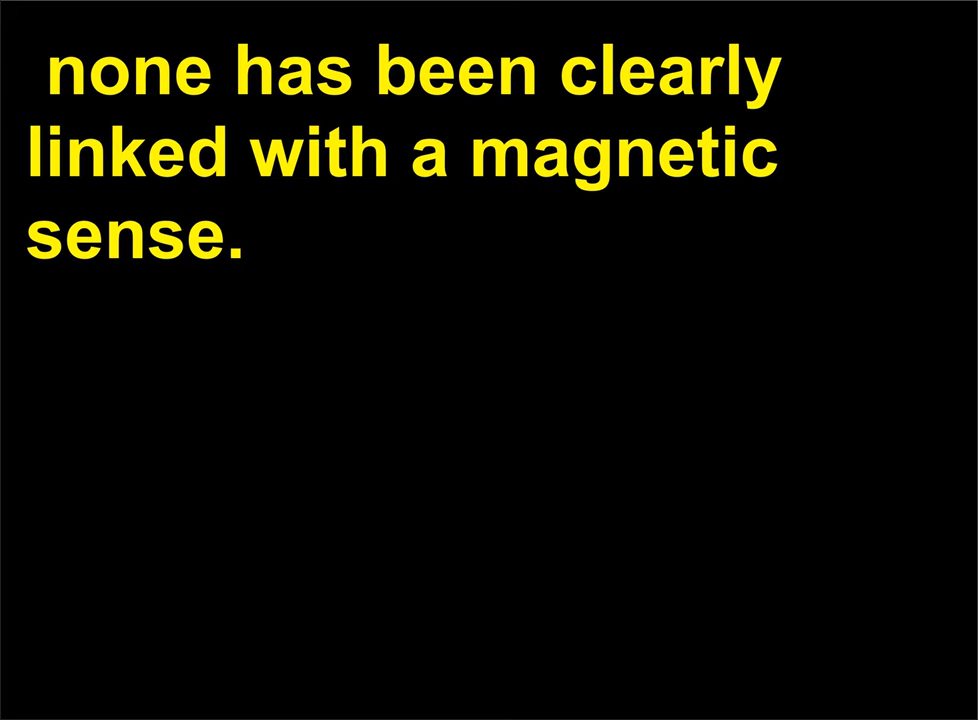 none has been clearly
linked with a magnetic
sense.